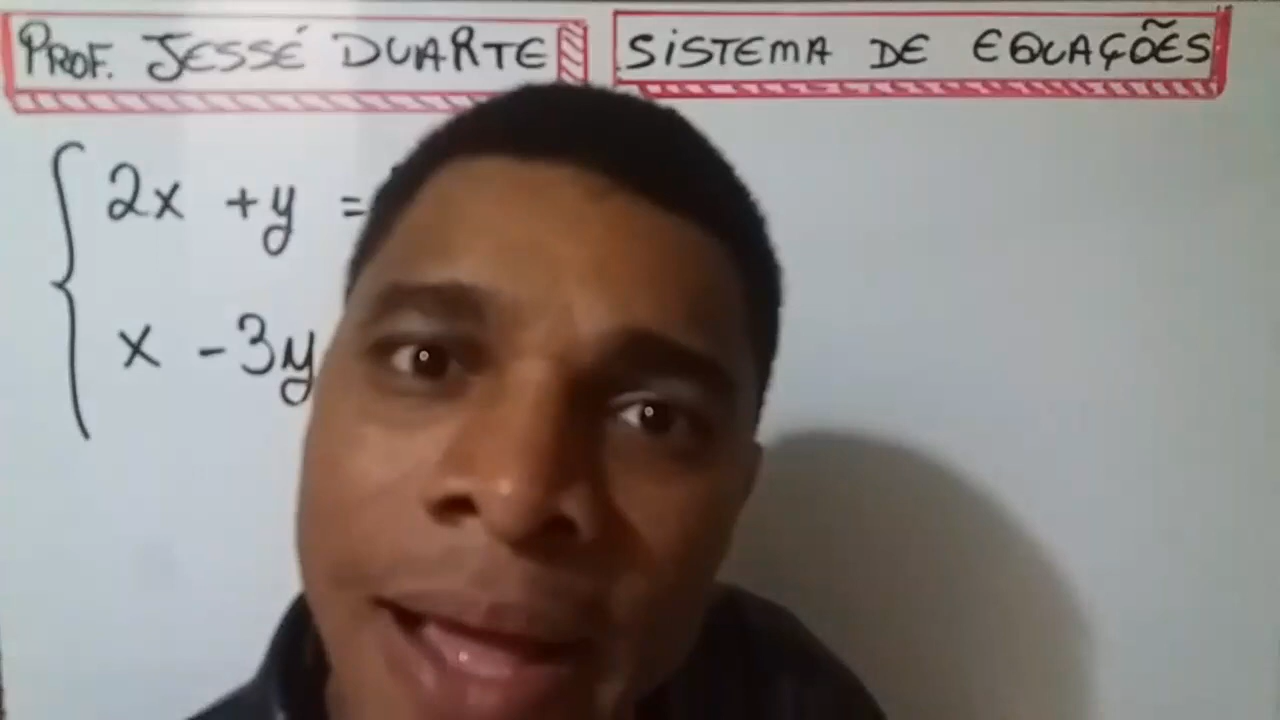 PROF. JESSÉ DUARTE
SISTEMA DE EQUAÇÕES
2x + y =
x - 3y